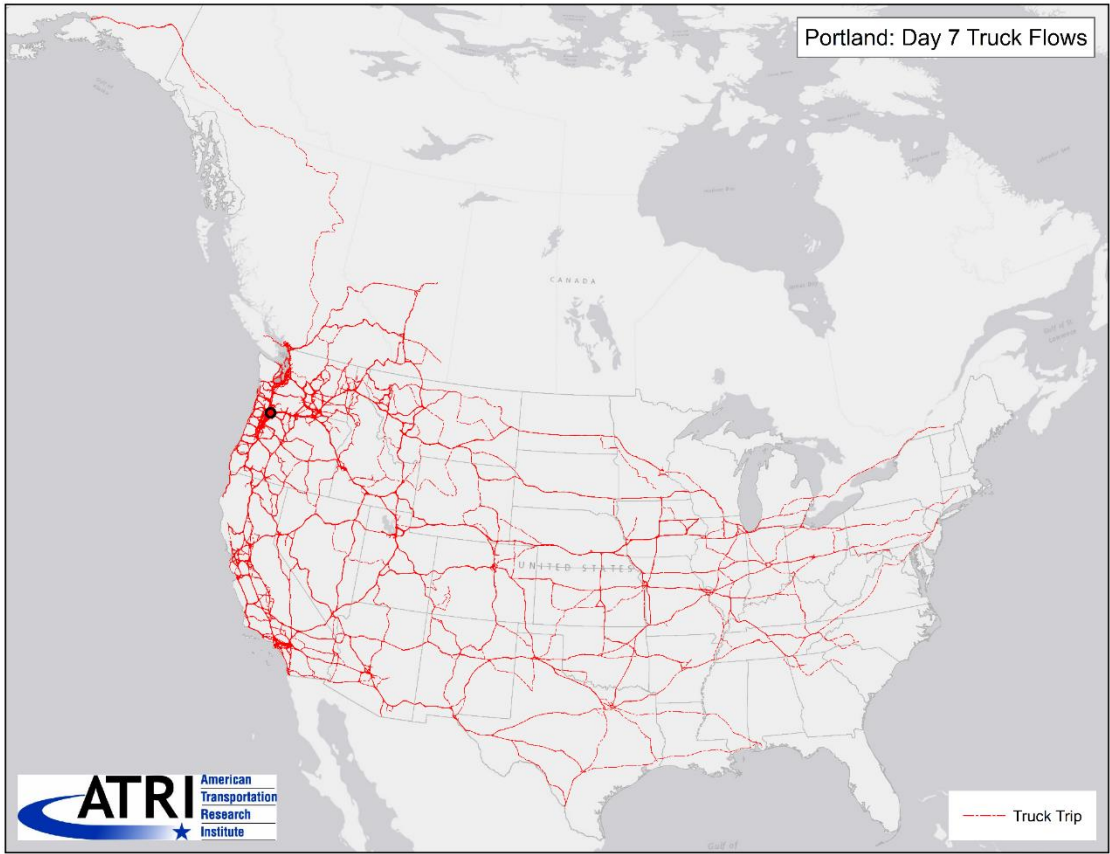 Portland: Day 7 Truck Flows
CANADA
UNITED STATES
ATRI
American
Transportation
Research
Institute
Truck Trip